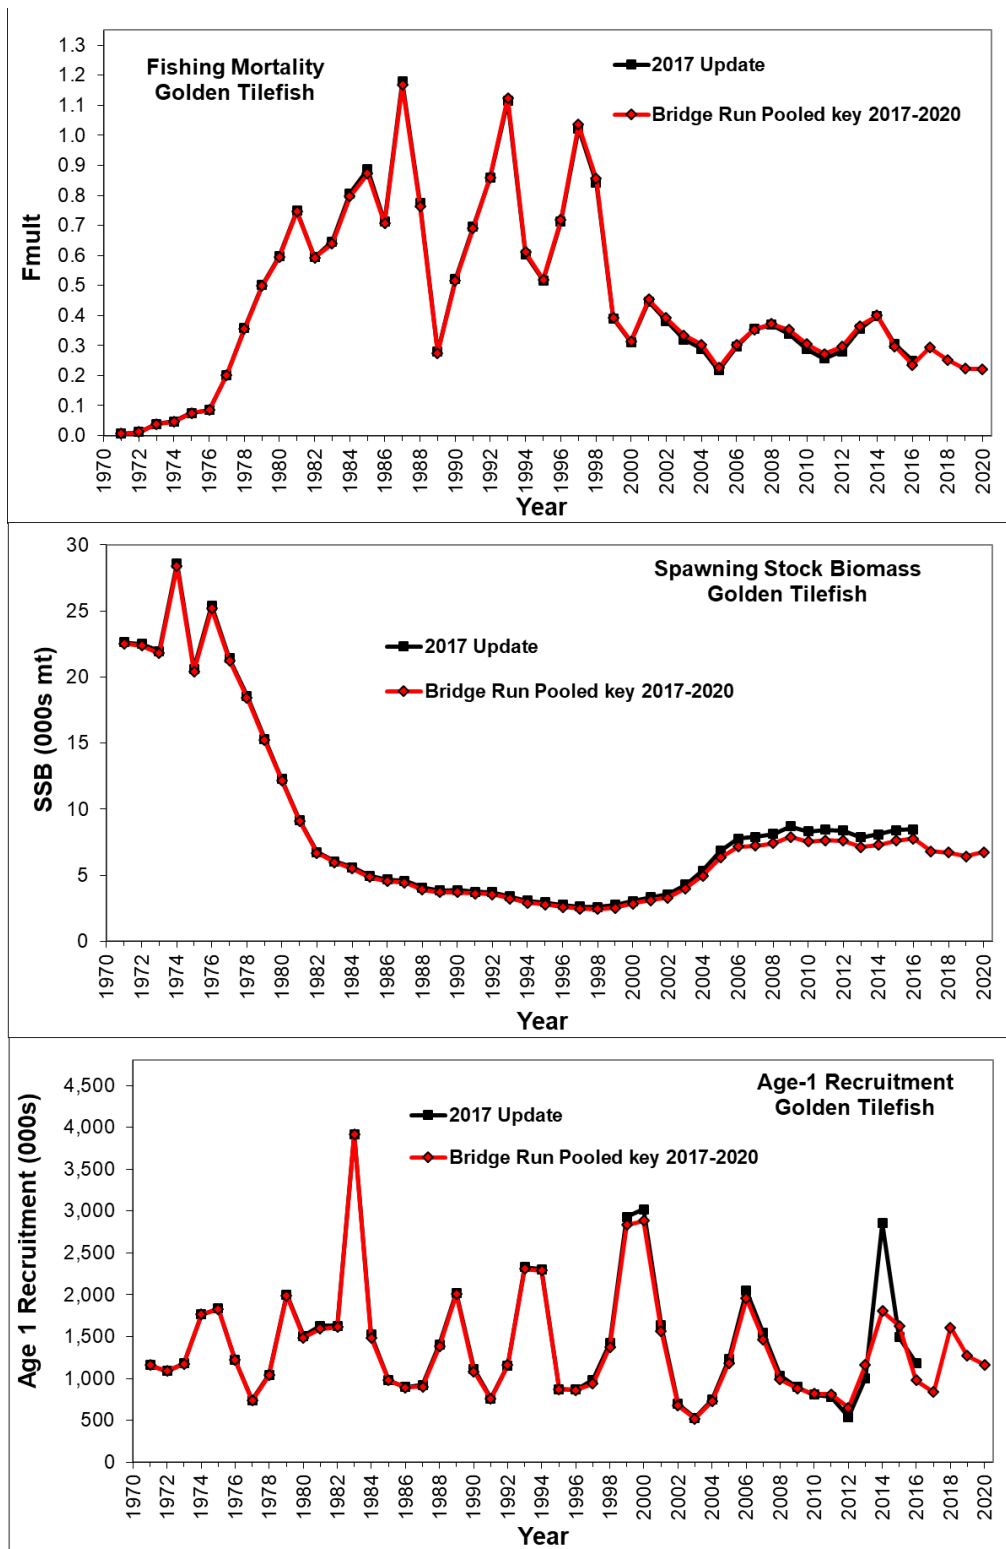 Fishing Mortality
Golden Tilefish
2017 Update
Bridge Run Pooled key 2017-2020
Fmult
1.3
1.2
1.1
1.0
0.9
0.8
0.7
0.6
0.5
0.4
0.3
0.2
0.1
0.0
1970 1972 1974 1976 1978 1980 1982 1984 1986 1988 1990 1992 1994 1996 1998 2000 2002 2004 2006 2008 2010 2012 2014 2016 2018 2020
Year
Spawning Stock Biomass
Golden Tilefish
2017 Update
Bridge Run Pooled key 2017-2020
SSB (000s mt)
30
25
20
15
10
5
0
1970 1972 1974 1976 1978 1980 1982 1984 1986 1988 1990 1992 1994 1996 1998 2000 2002 2004 2006 2008 2010 2012 2014 2016 2018 2020
Year
Age-1 Recruitment
Golden Tilefish
2017 Update
Bridge Run Pooled key 2017-2020
Age 1 Recruitment (000s)
4,500
4,000
3,500
3,000
2,500
2,000
1,500
1,000
500
0
1970 1972 1974 1976 1978 1980 1982 1984 1986 1988 1990 1992 1994 1996 1998 2000 2002 2004 2006 2008 2010 2012 2014 2016 2018 2020
Year